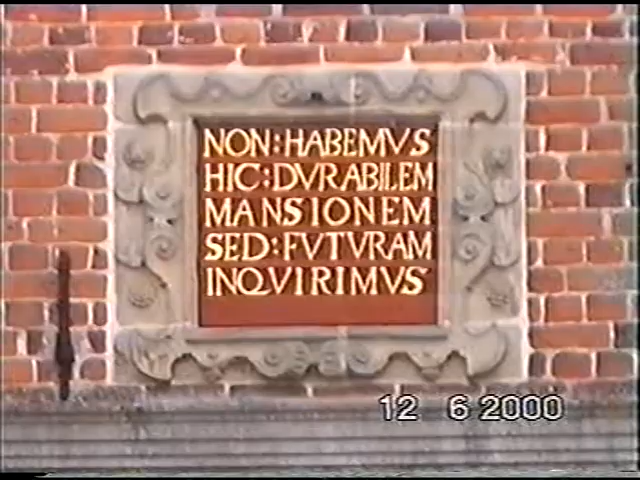 NON:HABEMVS
HIC:DVRABILEM
MANSIONEM
SED:FVTVRAM
INQVIRIMVS
12 6 2000